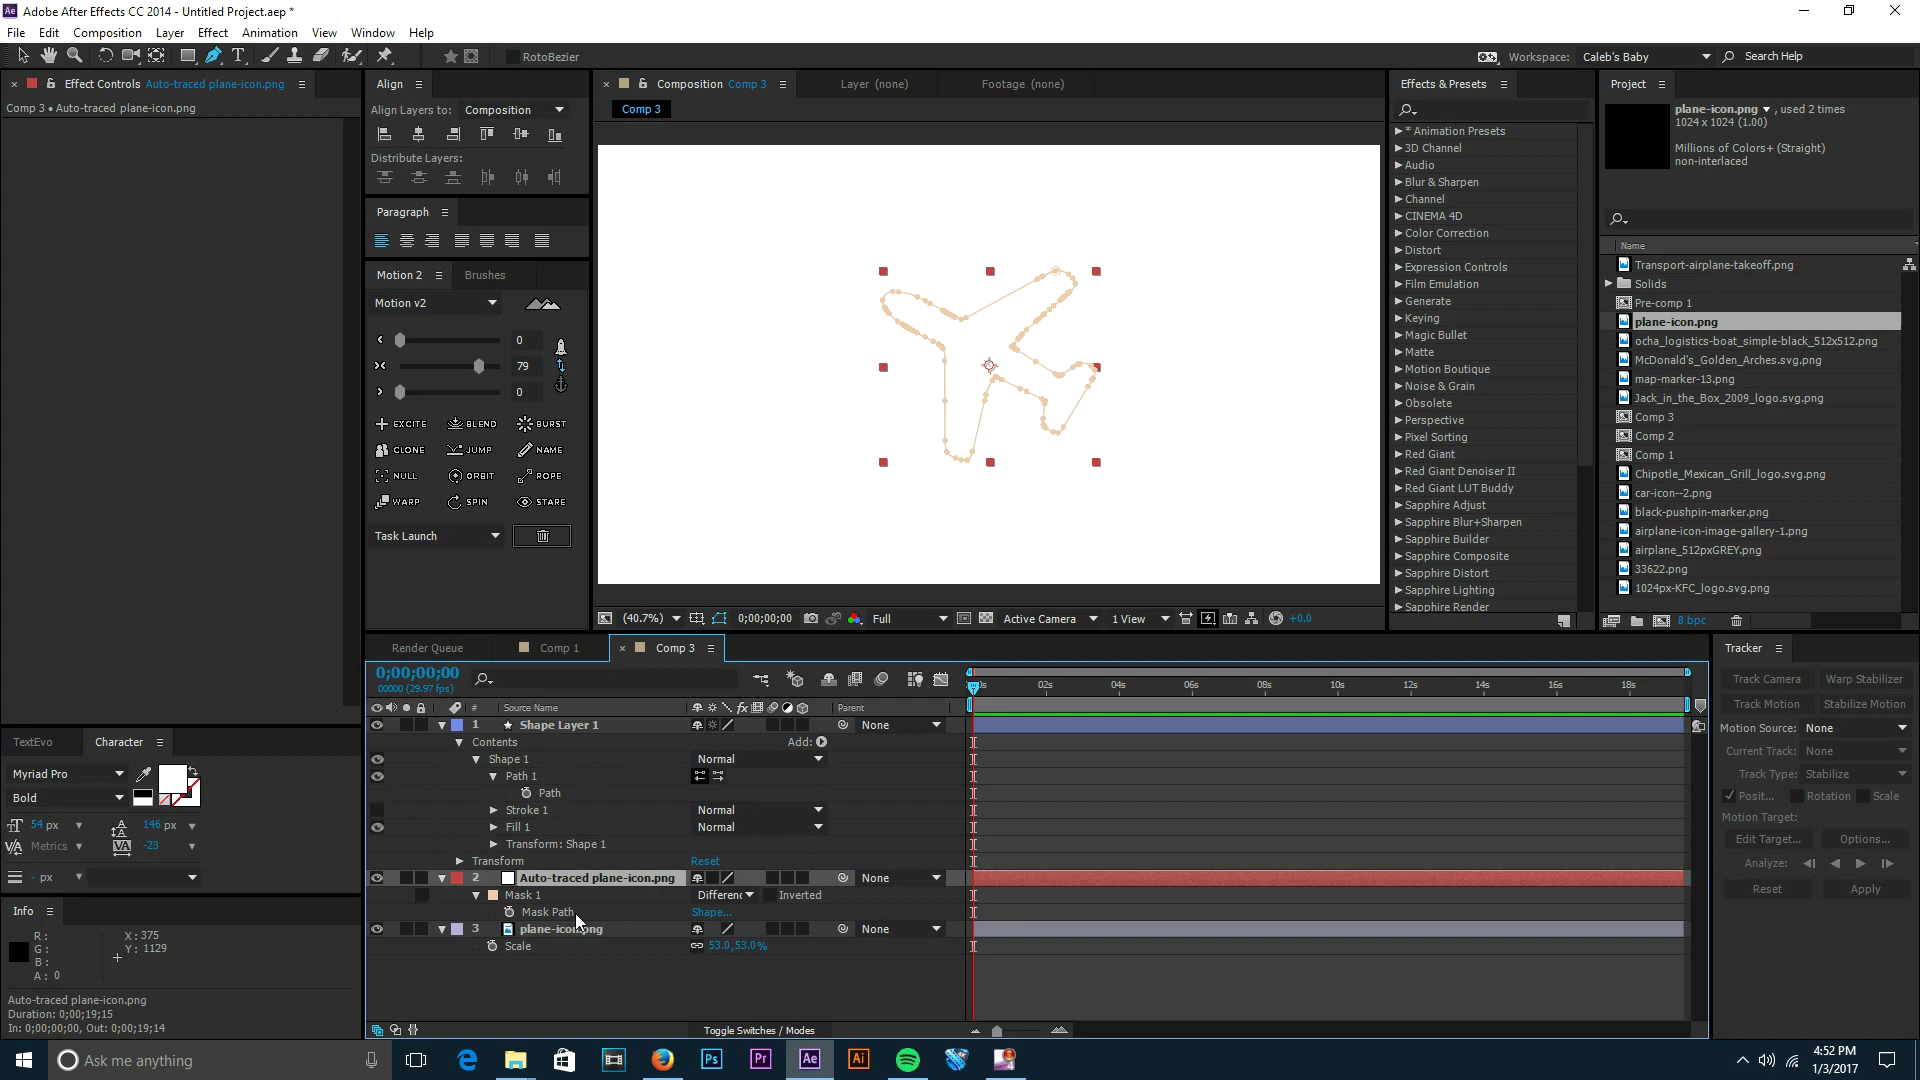 Adobe After Effects CC 2014 - Untitled Project.aep *
File Edit Composition Layer Effect Animation View Window Help
RotoBezier
Workspace: Caleb's Baby
Search Help
Effect Controls Auto-traced plane-icon.png
Comp 3 • Auto-traced plane-icon.png
Align
Align Layers to: Composition
Distribute Layers:
Paragraph
Motion 2 Brushes
Motion v2
0
79
0
EXCITE BLEND BURST
CLONE JUMP NAME
NULL ORBIT ROPE
WARP SPIN STARE
Task Launch
Composition Comp 3 Layer (none) Footage (none)
Comp 3
(40.7%) 0;00;00;00 Full Active Camera 1 View +0.0
Effects & Presets
* Animation Presets
3D Channel
Audio
Blur & Sharpen
Channel
CINEMA 4D
Color Correction
Distort
Expression Controls
Film Emulation
Generate
Keying
Magic Bullet
Matte
Motion Boutique
Noise & Grain
Obsolete
Perspective
Pixel Sorting
Red Giant
Red Giant Denoiser II
Red Giant LUT Buddy
Sapphire Adjust
Sapphire Blur+Sharpen
Sapphire Builder
Sapphire Composite
Sapphire Distort
Sapphire Lighting
Sapphire Render
Project
plane-icon.png , used 2 times
1024 x 1024 (1.00)
Millions of Colors+ (Straight)
non-interlaced
Name
Transport-airplane-takeoff.png
Solids
Pre-comp 1
plane-icon.png
ocha_logistics-boat_simple-black_512x512.png
McDonald's_Golden_Arches.svg.png
map-marker-13.png
Jack_in_the_Box_2009_logo.svg.png
Comp 3
Comp 2
Comp 1
Chipotle_Mexican_Grill_logo.svg.png
car-icon--2.png
black-pushpin-marker.png
airplane-icon-image-gallery-1.png
airplane_512pxGREY.png
33622.png
1024px-KFC_logo.svg.png
8 bpc
TextEvo Character
Myriad Pro
Bold
54 px 146 px
Metrics -23
- px
Info
R: X: 375
G: Y: 1129
B:
A: 0
Auto-traced plane-icon.png
Duration: 0;00;19;15
In: 0;00;00;00, Out: 0;00;19;14
Render Queue Comp 1 Comp 3
0;00;00;00
00000 (29.97 fps)
# Source Name Parent
02s 04s 06s 08s 10s 12s 14s 16s 18s
1 Shape Layer 1 None
Contents Add:
Shape 1 Normal
Path 1
Path
Stroke 1 Normal
Fill 1 Normal
Transform: Shape 1
Transform Reset
2 Auto-traced plane-icon.png None
Mask 1 Differenc Inverted
Mask Path Shape...
3 plane-icon.png None
Scale 53.0,53.0%
Toggle Switches / Modes
Tracker
Track Camera Warp Stabilizer
Track Motion Stabilize Motion
Motion Source: None
Current Track: None
Track Type: Stabilize
Posit... Rotation Scale
Motion Target:
Edit Target... Options...
Analyze:
Reset Apply
Ask me anything
Ps
Pr
Ae
Ai
4:52 PM
1/3/2017